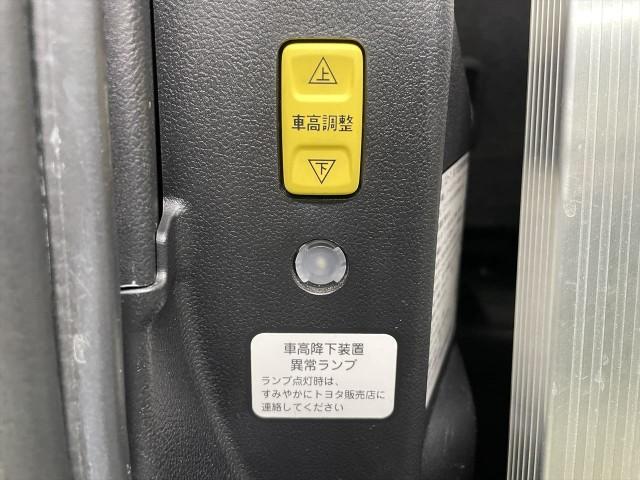 上
車高調整
下
車高降下装置
異常ランプ
ランプ点灯時は、
すみやかにトヨタ販売店に
連絡してください